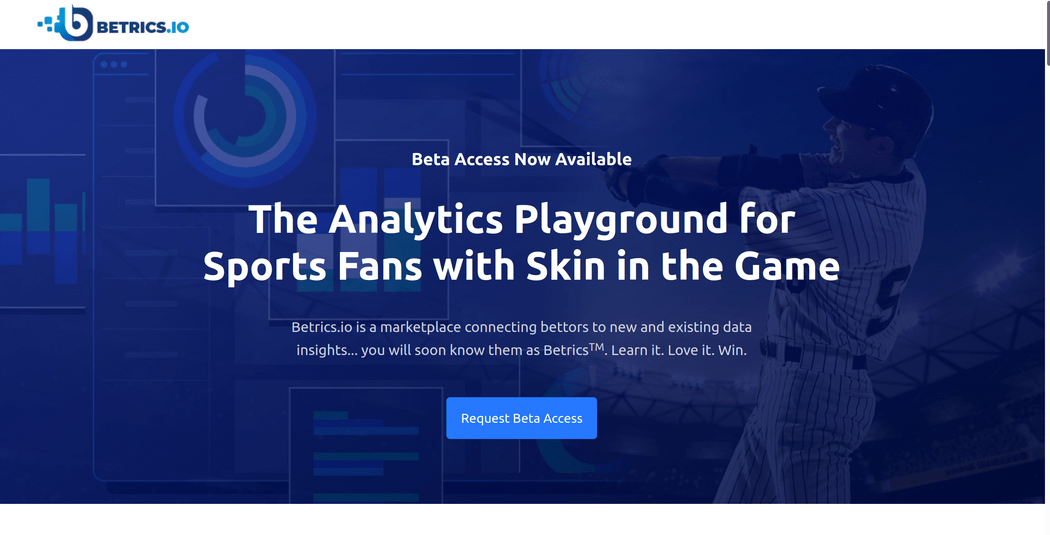 BETRICS.IO
Beta Access Now Available
The Analytics Playground for
Sports Fans with Skin in the Game
Betrics.io is a marketplace connecting bettors to new and existing data
insights... you will soon know them as Betrics™. Learn it. Love it. Win.
Request Beta Access